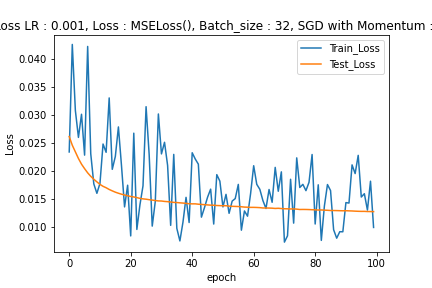 oss LR : 0.001, Loss : MSELoss(), Batch_size : 32, SGD with Momentum :
Train_Loss
Test_Loss
0.040
0.035
0.030
0.025
0.020
0.015
0.010
Loss
0 20 40 60 80 100
epoch